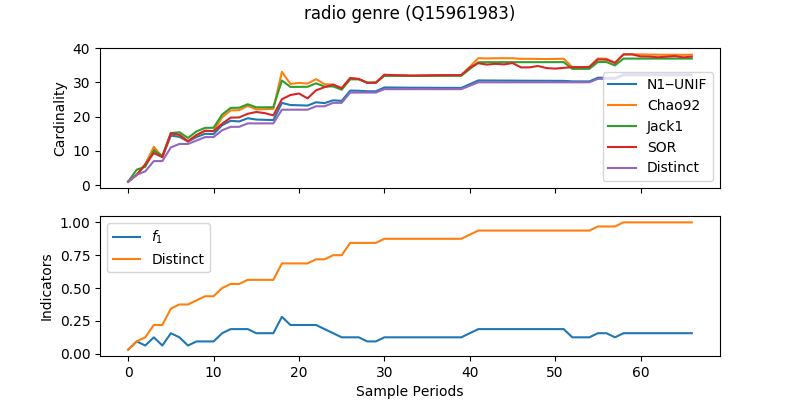 radio genre (Q15961983)
Cardinality
40
30
20
10
0
N1−UNIF
Chao92
Jack1
SOR
Distinct
Indicators
1.00
0.75
0.50
0.25
0.00
f1
Distinct
0 10 20 30 40 50 60
Sample Periods